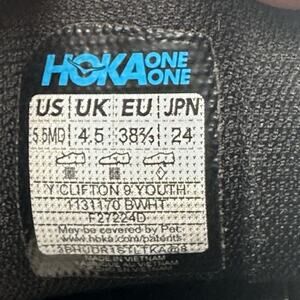 HOKA ONE ONE
US UK EU JPN
5.5MD 4.5 38⅔ 24
Y CLIFTON 9 YOUTH
1131170 BWHT
F27224D
May be covered by Pat.:
www.hoka.com/patents
MADE IN VIETNAM